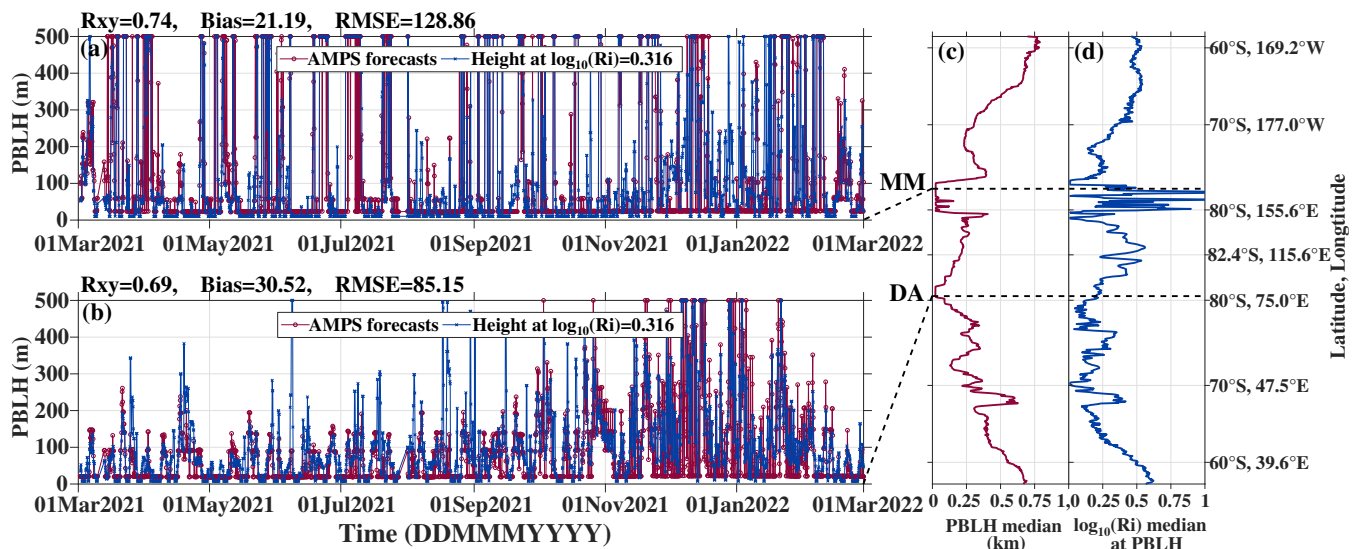 Rxy=0.74, Bias=21.19, RMSE=128.86
(a)
AMPS forecasts
Height at log10(Ri)=0.316
PBLH (m)
500
400
300
200
100
0
01Mar2021 01May2021 01Jul2021 01Sep2021 01Nov2021 01Jan2022 01Mar2022
Rxy=0.69, Bias=30.52, RMSE=85.15
(b)
AMPS forecasts
Height at log10(Ri)=0.316
PBLH (m)
500
400
300
200
100
0
01Mar2021 01May2021 01Jul2021 01Sep2021 01Nov2021 01Jan2022 01Mar2022
Time (DDMMMYYYY)
MM
DA
(c)
0 0.25 0.5 0.75 1
PBLH median
(km)
(d)
0 0.25 0.5 0.75 1
log10(Ri) median
at PBLH
60°S, 169.2°W
70°S, 177.0°W
80°S, 155.6°E
82.4°S, 115.6°E
80°S, 75.0°E
70°S, 47.5°E
60°S, 39.6°E
Latitude, Longtitude